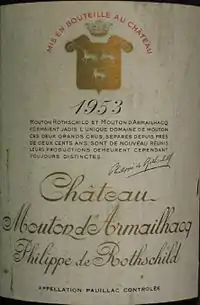 MIS EN BOUTEILLE AU CHÂTEAU
1953
MOUTON ROTHSCHILD ET MOUTON D'ARMAILHACQ
FORMAIENT JADIS L'UNIQUE DOMAINE DE MOUTON
CES DEUX GRANDS CRUS, SÉPARÉS DEPUIS PRÈS
DE DEUX CENTS ANS, SONT DE NOUVEAU RÉUNIS
LEURS PRODUCTIONS DEMEURENT CEPENDANT
TOUJOURS DISTINCTES.
Château
Mouton d'Armailhacq
Philippe de Rothschild
APPELLATION PAUILLAC CONTRÔLÉE